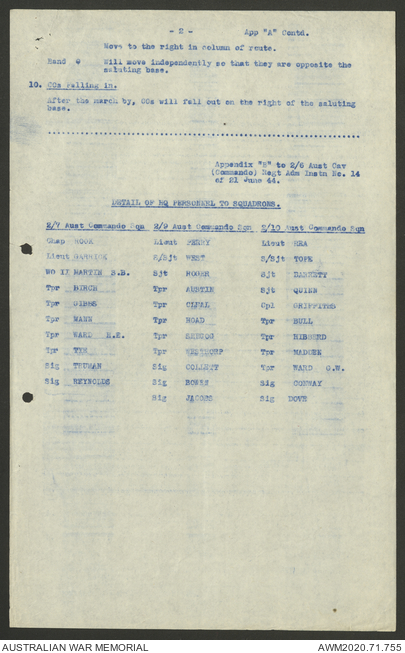 - 2 - App "A" Contd.
Move to the right in column of route.
Band Will move independently so that they are opposite the
saluting base.
10. COs Falling in.
After the march by, COs will fall out on the right of the saluting
base.
Appendix "B" to 2/6 Aust Cav
(Commando) Regt Adm Instn No. 14
of 21 June 44.
DETAIL OF HQ PERSONNEL TO SQUADRONS.
2/7 Aust Commando Sqn 2/9 Aust Commando Sqn 2/10 Aust Commando Sqn
Chap ROOK Lieut PERRY Lieut REA
Lieut S/Sjt WEST S/Sjt TOPE
WO II MARTIN S.B. Sjt Sjt
Tpr BIRCH Tpr AUSTIN Sjt QUINN
Tpr GIBBS Tpr Cpl GRIFFITHS
Tpr Tpr HOAD Tpr BULL
Tpr WARD Tpr Tpr HIBBERD
Tpr TYE Tpr Tpr
Sig TRUMAN Sig COLLETT Tpr WARD G.W.
Sig REYNOLDS Sig Sig CONWAY
Sig JACOBS Sig DOVE
AUSTRALIAN WAR MEMORIAL AWM2020.71.755